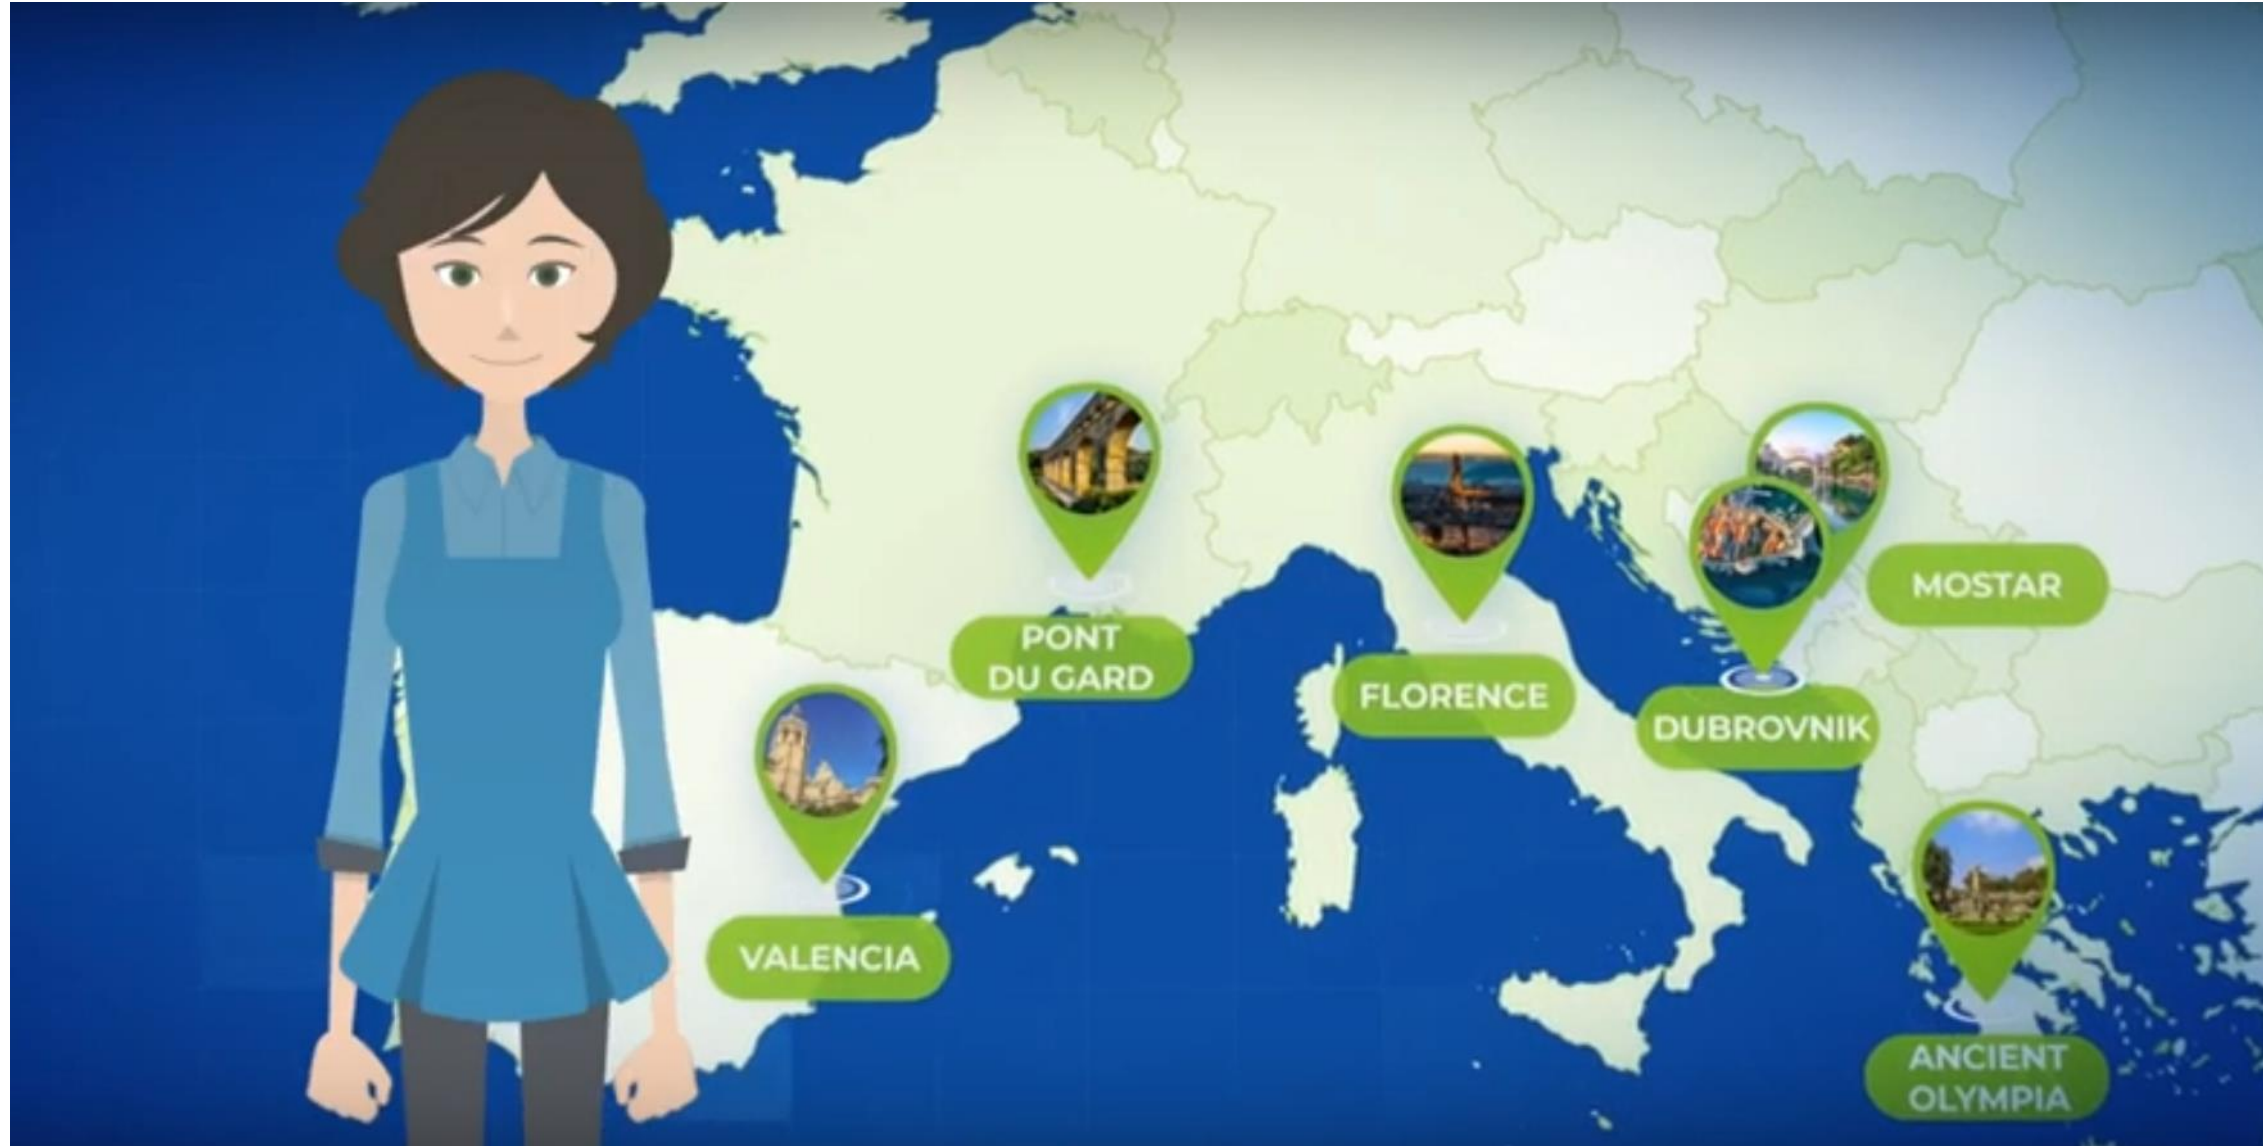 MOSTAR
PONT
DU GARD
FLORENCE
DUBROVNIK
VALENCIA
ANCIENT
OLYMPIA